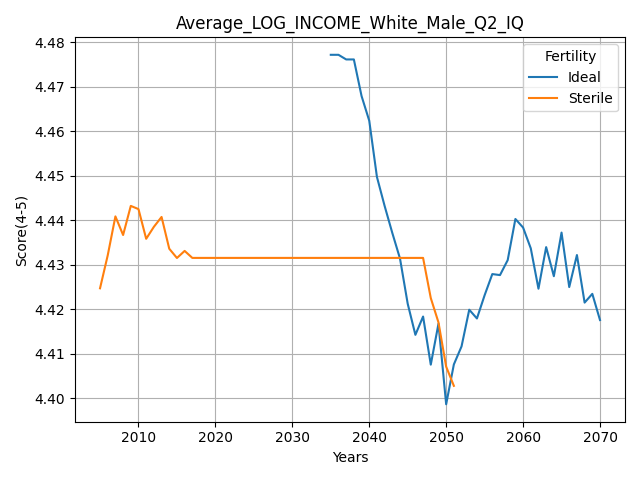 Average_LOG_INCOME_White_Male_Q2_IQ
4.48
4.47
4.46
4.45
4.44
4.43
4.42
4.41
4.40
Score(4-5)
Fertility
Ideal
Sterile
2010 2020 2030 2040 2050 2060 2070
Years